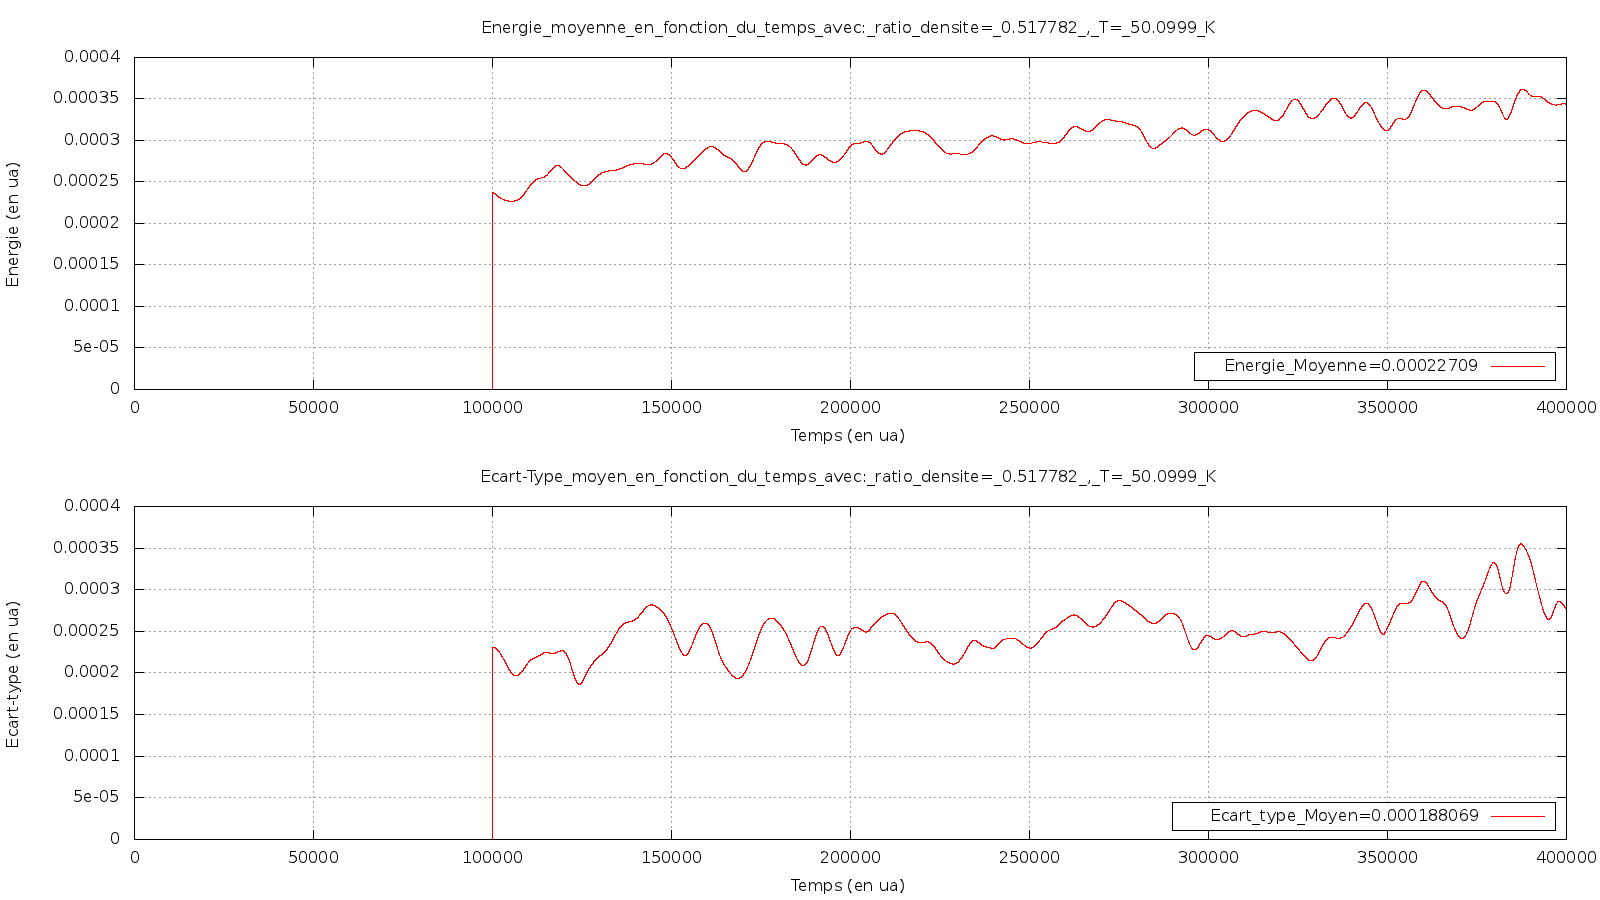 Energie_moyenne_en_fonction_du_temps_avec:_ratio_densite=_0.517782_,_T=_50.0999_K
0.0004
0.00035
0.0003
0.00025
0.0002
0.00015
0.0001
5e-05
0
Energie (en ua)
Energie_Moyenne=0.00022709
0 50000 100000 150000 200000 250000 300000 350000 400000
Temps (en ua)
Ecart-Type_moyen_en_fonction_du_temps_avec:_ratio_densite=_0.517782_,_T=_50.0999_K
0.0004
0.00035
0.0003
0.00025
0.0002
0.00015
0.0001
5e-05
0
Ecart-type (en ua)
Ecart_type_Moyen=0.000188069
0 50000 100000 150000 200000 250000 300000 350000 400000
Temps (en ua)